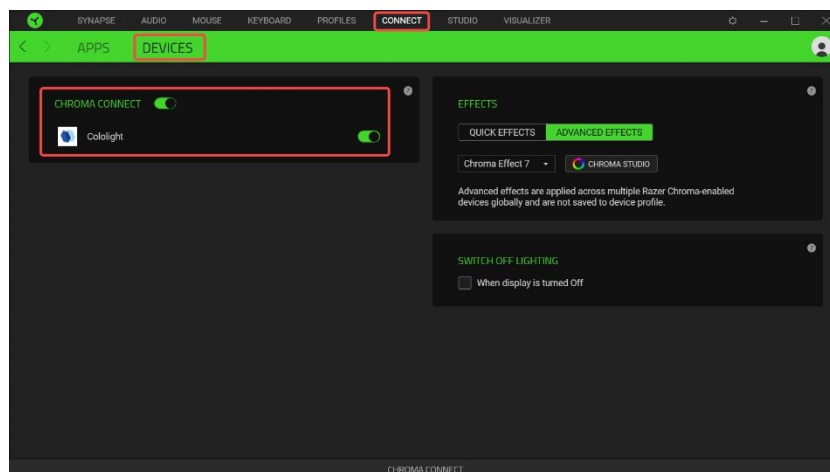 SYNAPSE AUDIO MOUSE KEYBOARD PROFILES CONNECT STUDIO VISUALIZER
APPS DEVICES
CHROMA CONNECT
Cololight
EFFECTS
QUICK EFFECTS ADVANCED EFFECTS
Chroma Effect 7 CHROMA STUDIO
Advanced effects are applied across multiple Razer Chroma-enabled
devices globally and are not saved to device profile.
SWITCH OFF LIGHTING
When display is turned Off
CHROMA CONNECT